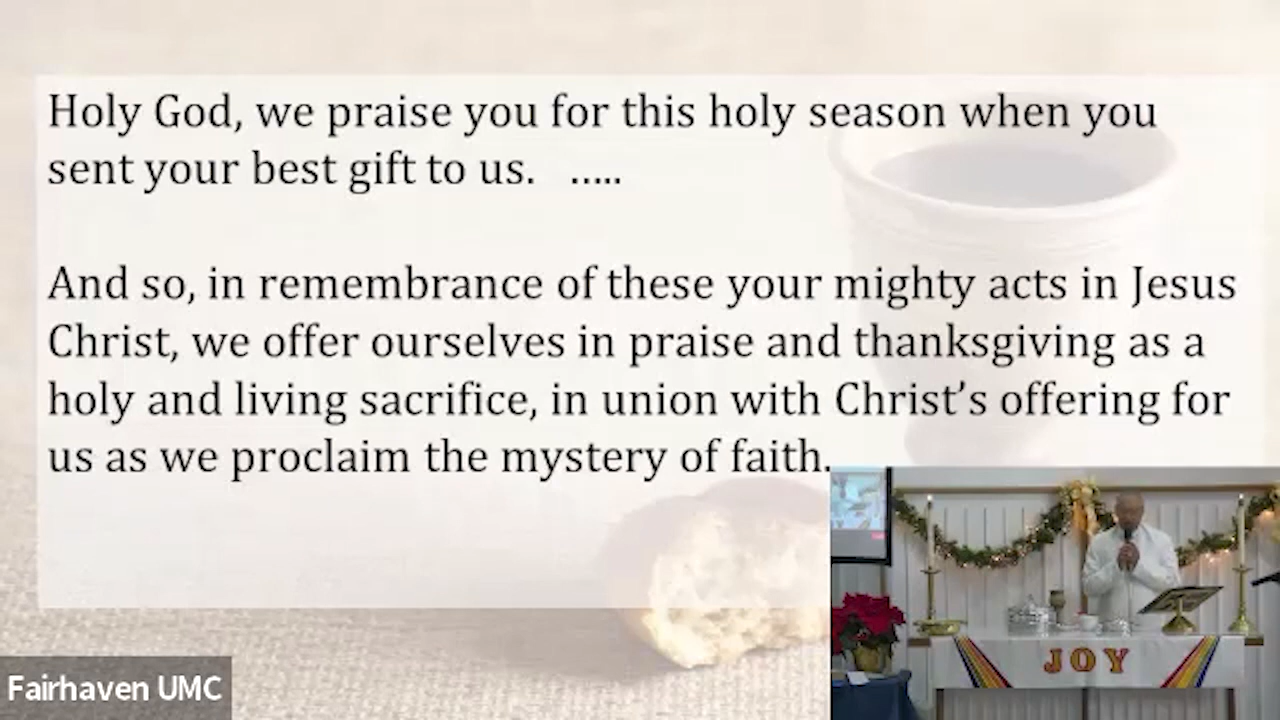 Holy God, we praise you for this holy season when you
sent your best gift to us.   .....
And so, in remembrance of these your mighty acts in Jesus
Christ, we offer ourselves in praise and thanksgiving as a
holy and living sacrifice, in union with Christ’s offering for
us as we proclaim the mystery of faith.
JOY
Fairhaven UMC